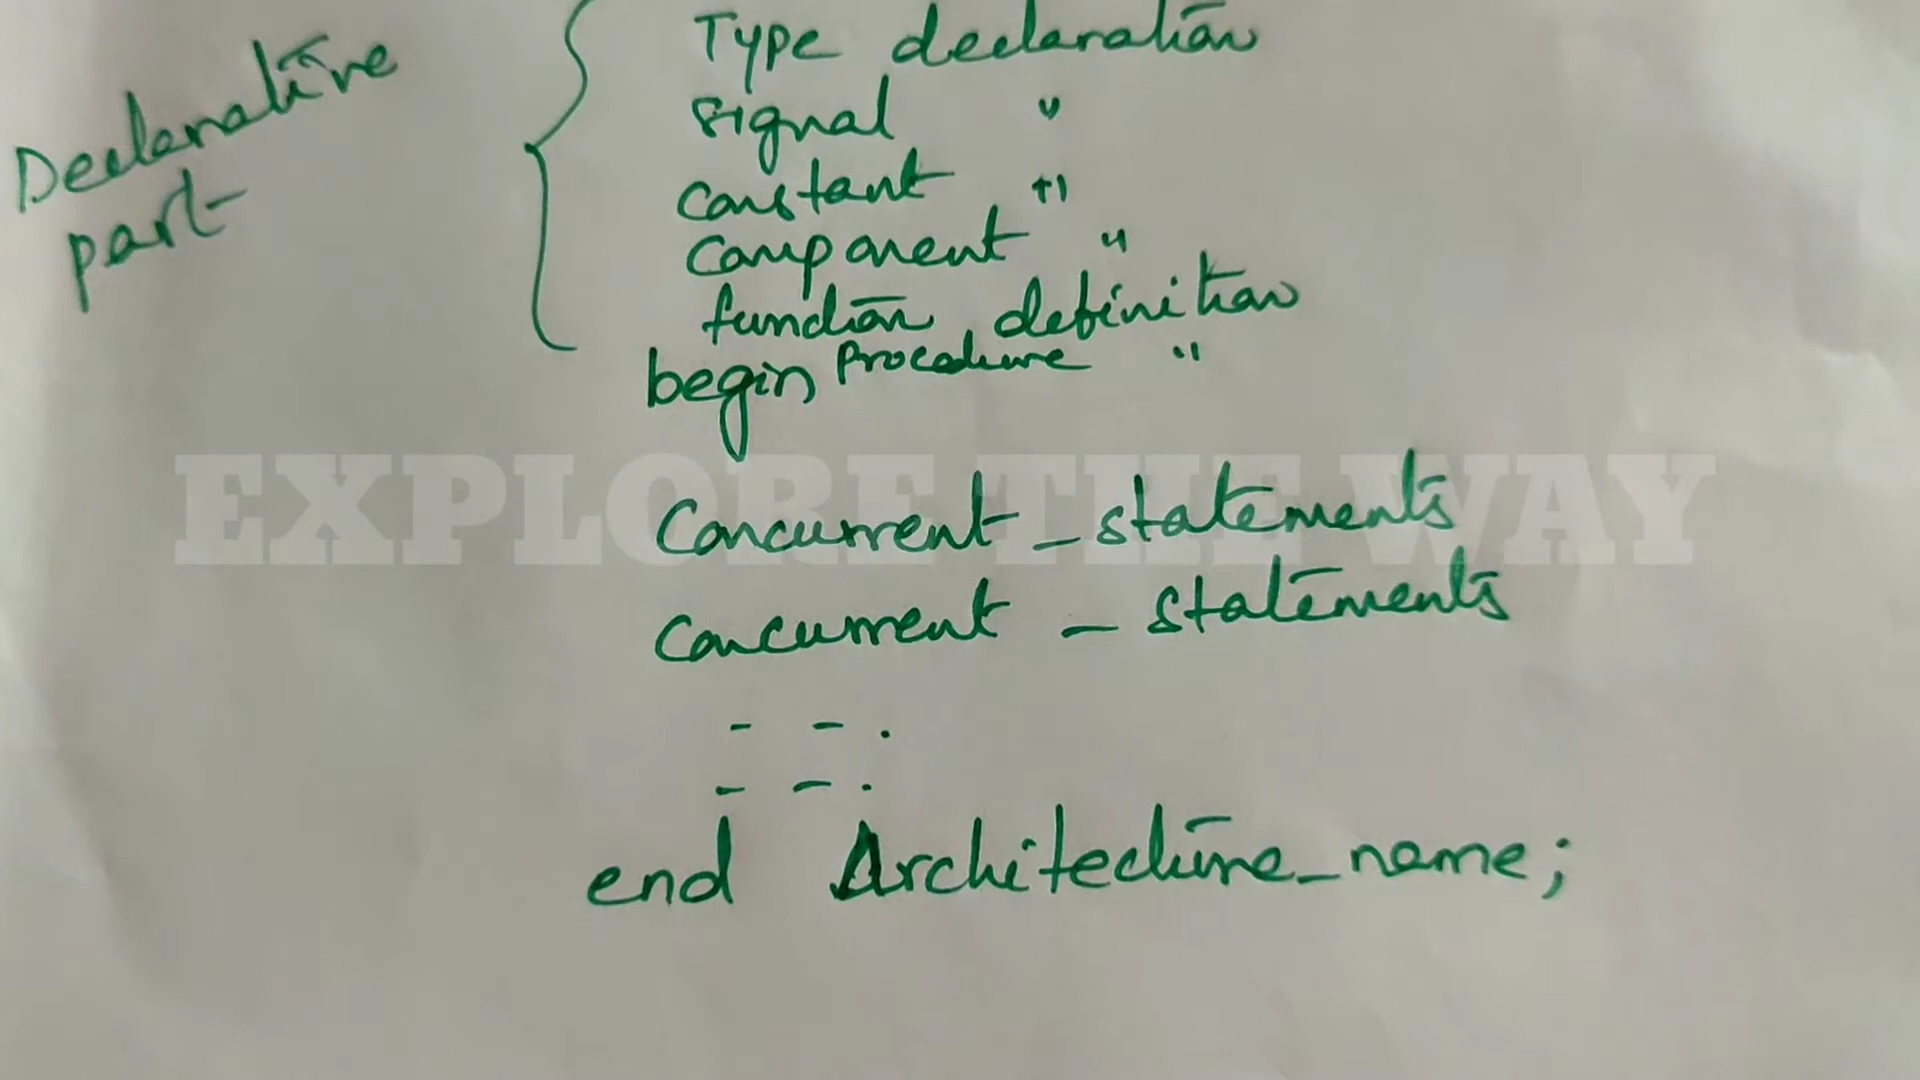 Declarative
part
Type declaration
signal "
constant "
component "
function definition
begin Procedure "
EXPLORE THE WAY
Concurrent - statements
Concurrent - statements
- - .
- - .
end Architecture_name;